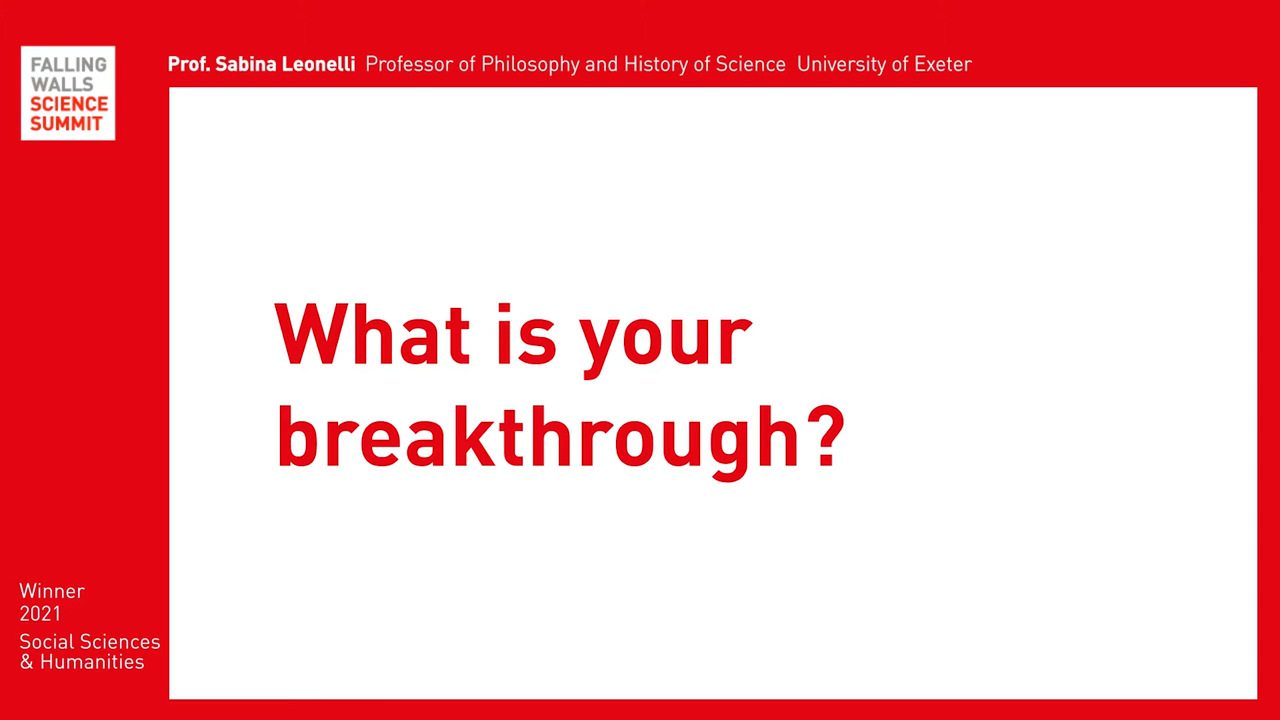 FALLING
WALLS
SCIENCE
SUMMIT
Prof. Sabina Leonelli Professor of Philosophy and History of Science University of Exeter
What is your
breakthrough?
Winner
2021
Social Sciences
& Humanities